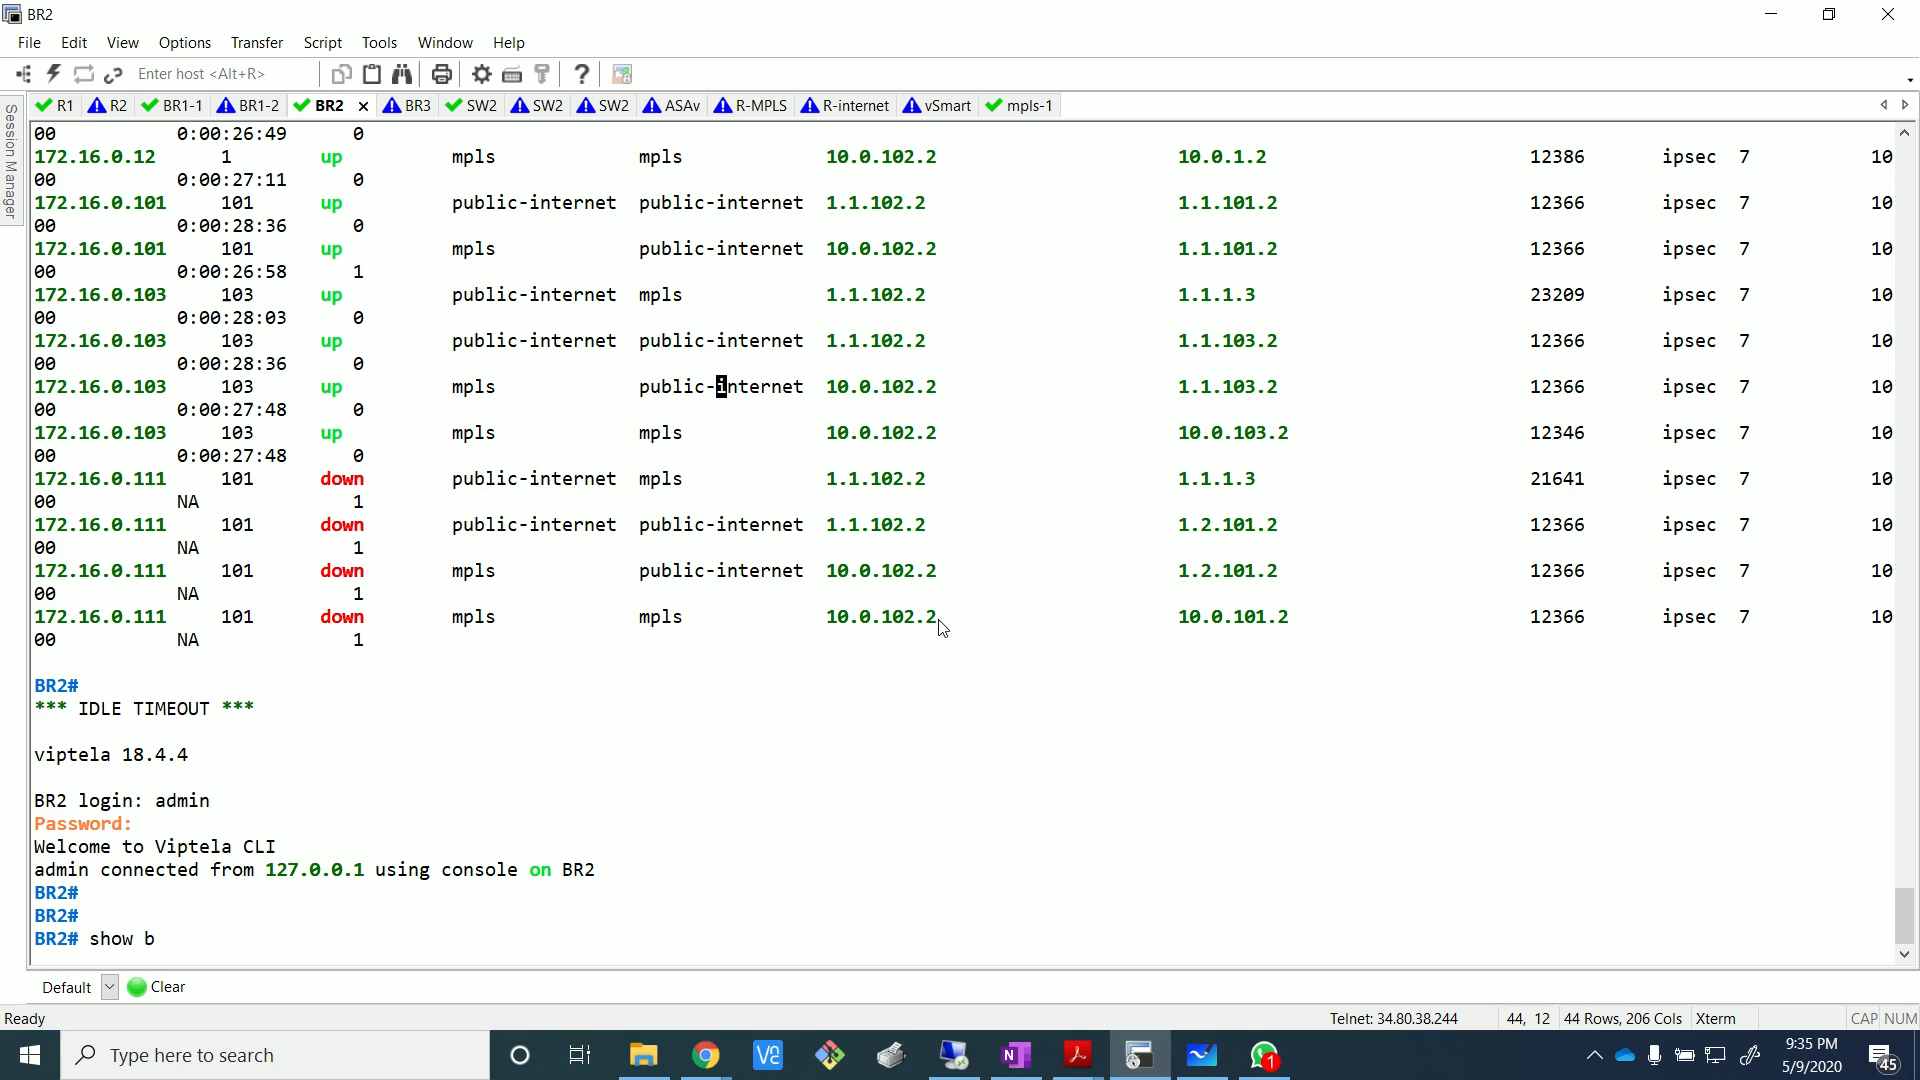 BR2
File Edit View Options Transfer Script Tools Window Help
Enter host <Alt+R>
R1 R2 BR1-1 BR1-2 BR2 BR3 SW2 SW2 SW2 ASAv R-MPLS R-internet vSmart mpls-1
Session Manager
00 0:00:26:49 0
172.16.0.12 1 up mpls mpls 10.0.102.2 10.0.1.2 12386 ipsec 7 10
00 0:00:27:11 0
172.16.0.101 101 up public-internet public-internet 1.1.102.2 1.1.101.2 12366 ipsec 7 10
00 0:00:28:36 0
172.16.0.101 101 up mpls public-internet 10.0.102.2 1.1.101.2 12366 ipsec 7 10
00 0:00:26:58 1
172.16.0.103 103 up public-internet mpls 1.1.102.2 1.1.1.3 23209 ipsec 7 10
00 0:00:28:03 0
172.16.0.103 103 up public-internet public-internet 1.1.102.2 1.1.103.2 12366 ipsec 7 10
00 0:00:28:36 0
172.16.0.103 103 up mpls public-internet 10.0.102.2 1.1.103.2 12366 ipsec 7 10
00 0:00:27:48 0
172.16.0.103 103 up mpls mpls 10.0.102.2 10.0.103.2 12346 ipsec 7 10
00 0:00:27:48 0
172.16.0.111 101 down public-internet mpls 1.1.102.2 1.1.1.3 21641 ipsec 7 10
00 NA 1
172.16.0.111 101 down public-internet public-internet 1.1.102.2 1.2.101.2 12366 ipsec 7 10
00 NA 1
172.16.0.111 101 down mpls public-internet 10.0.102.2 1.2.101.2 12366 ipsec 7 10
00 NA 1
172.16.0.111 101 down mpls mpls 10.0.102.2 10.0.101.2 12366 ipsec 7 10
00 NA 1
BR2#
*** IDLE TIMEOUT ***
viptela 18.4.4
BR2 login: admin
Password:
Welcome to Viptela CLI
admin connected from 127.0.0.1 using console on BR2
BR2#
BR2#
BR2# show b
Default Clear
Ready Telnet: 34.80.38.244 44, 12 44 Rows, 206 Cols Xterm CAP NUM
Type here to search
9:35 PM
5/9/2020
1
45